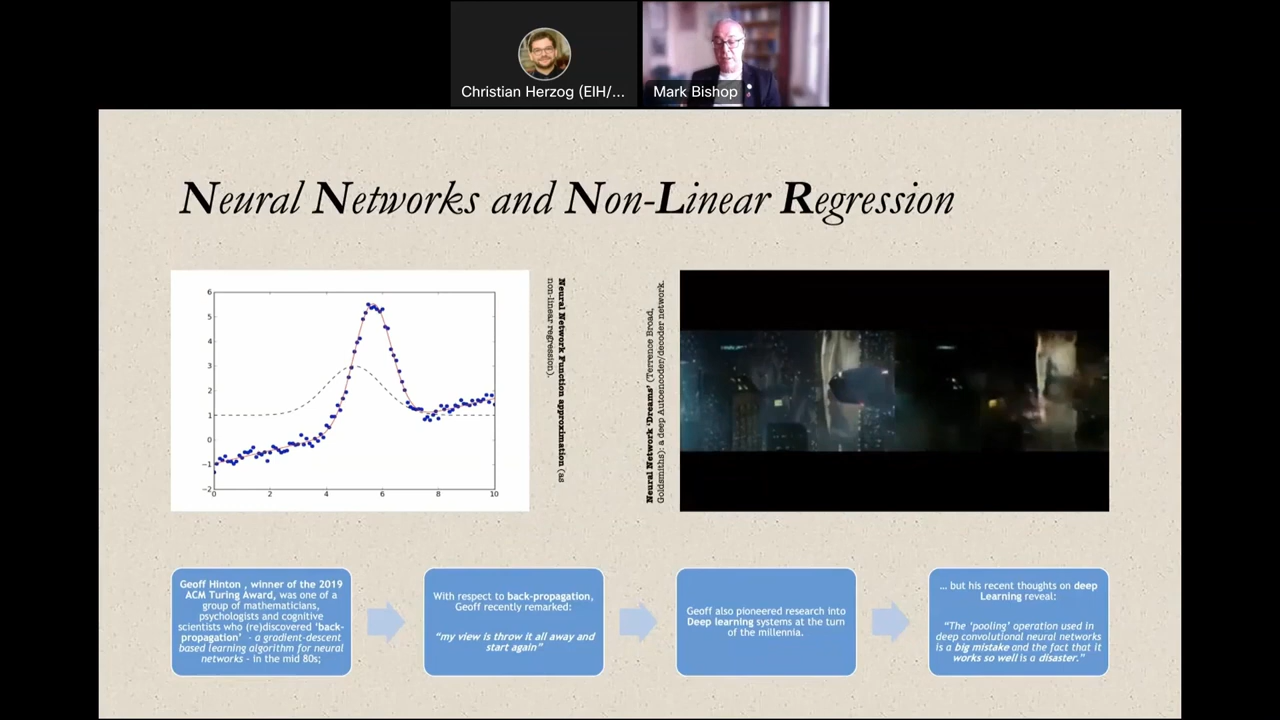 Christian Herzog (EIH/...
Mark Bishop
Neural Networks and Non-Linear Regression
6
5
4
3
2
1
0
−1
−2
0
2
4
6
8
10
Neural Network Function approximation (as
non-linear regression).
Neural Network 'Dreams' (Terrence Broad,
Goldsmiths): a deep Autoencoder/decoder network.
Geoff Hinton , winner of the 2019
ACM Turing Award, was one of a
group of mathematicians,
psychologists and cognitive
scientists who (re)discovered 'back-
propagation' - a gradient-descent
based learning algorithm for neural
networks - in the mid 80s;
With respect to back-propagation,
Geoff recently remarked:
"my view is throw it all away and
start again"
Geoff also pioneered research into
Deep learning systems at the turn
of the millennia.
... but his recent thoughts on deep
Learning reveal:
"The 'pooling' operation used in
deep convolutional neural networks
is a big mistake and the fact that it
works so well is a disaster."